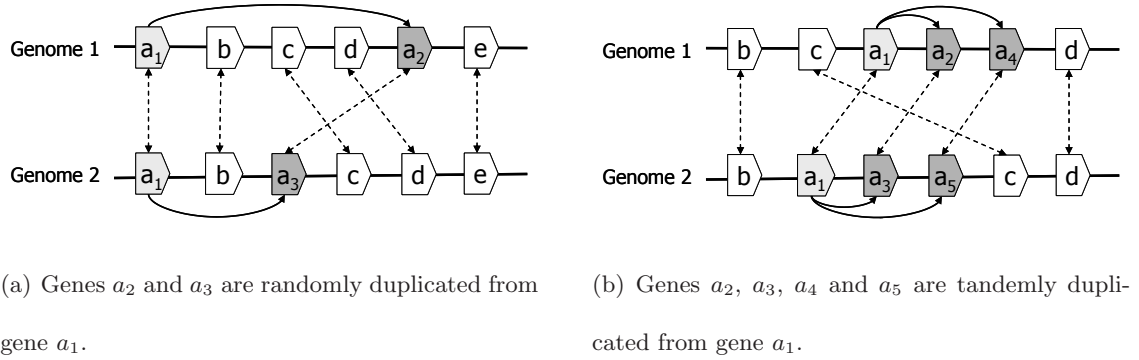 Genome 1 a₁ b c d a₂ e
Genome 2 a₁ b a₃ c d e
(a) Genes a₂ and a₃ are randomly duplicated from
gene a₁.
Genome 1 b c a₁ a₂ a₄ d
Genome 2 b a₁ a₃ a₅ c d
(b) Genes a₂, a₃, a₄ and a₅ are tandemly dupli-
cated from gene a₁.